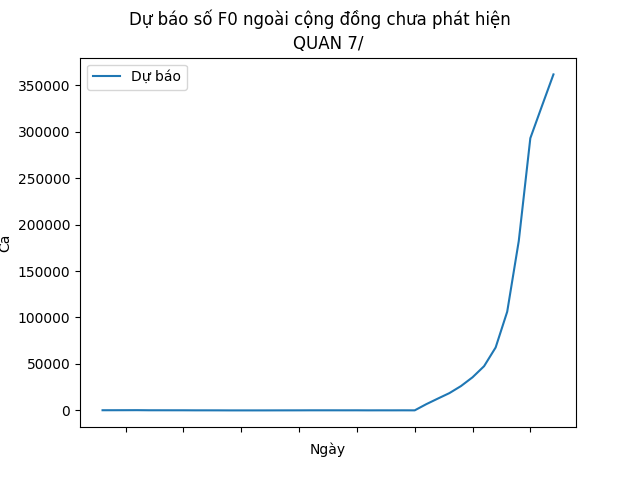 Dự báo số F0 ngoài cộng đồng chưa phát hiện
QUAN 7/
Dự báo
350000
300000
250000
200000
150000
100000
50000
0
Ca
Ngày